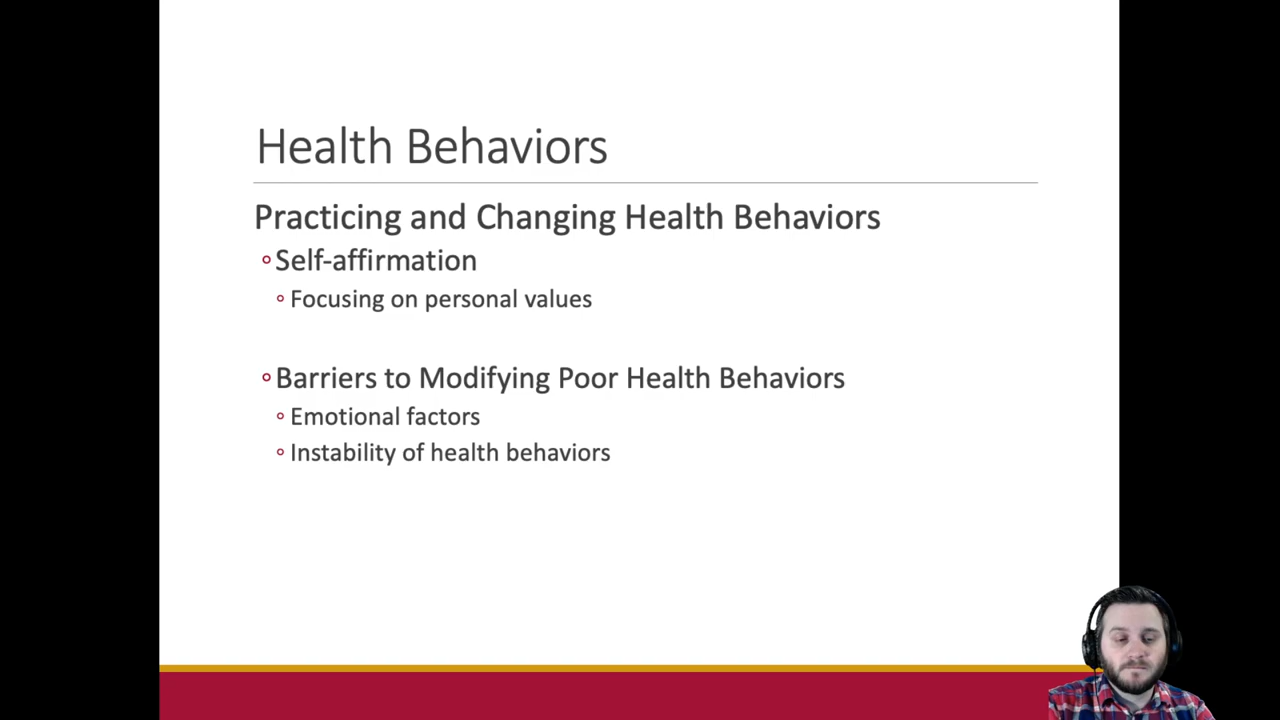 Health Behaviors
Practicing and Changing Health Behaviors
◦Self-affirmation
◦ Focusing on personal values
◦Barriers to Modifying Poor Health Behaviors
◦ Emotional factors
◦ Instability of health behaviors